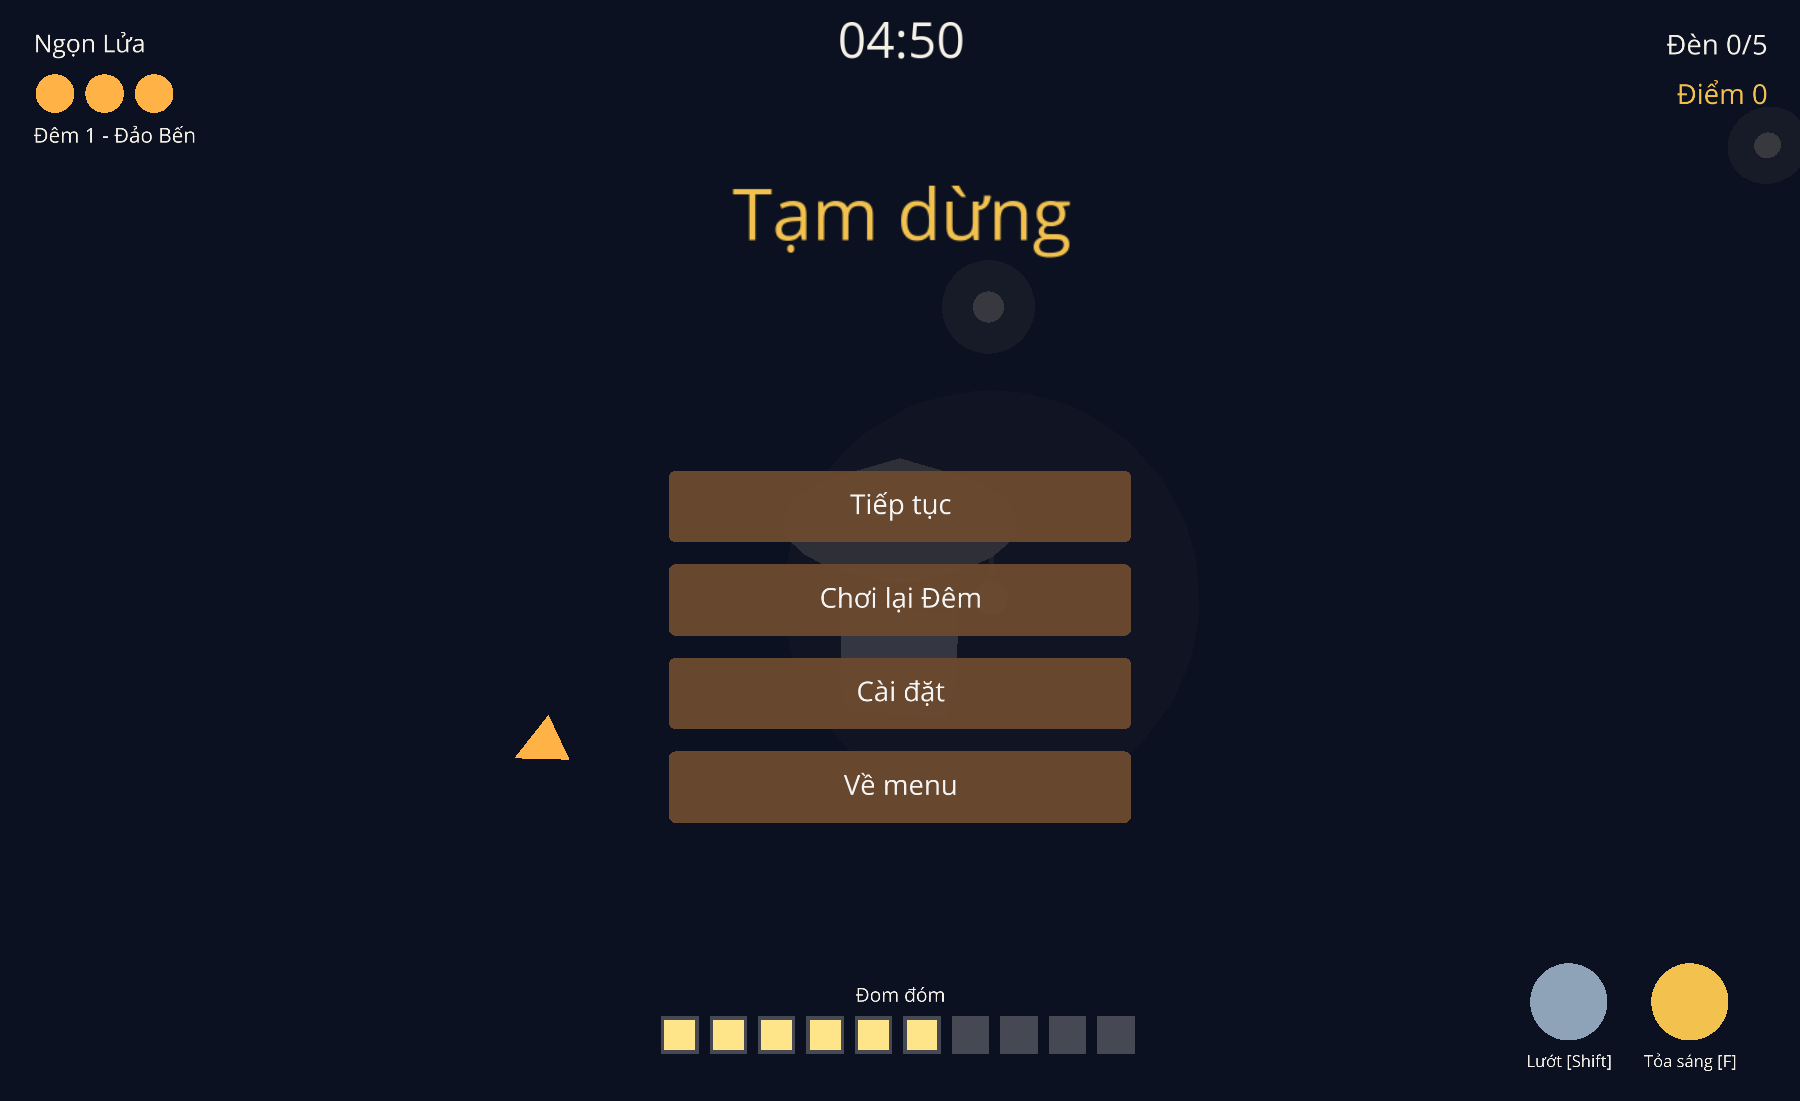 Ngọn Lửa
04:50
Đèn 0/5
Điểm 0
Đêm 1 - Đảo Bến
Tạm dừng
Tiếp tục
Chơi lại Đêm
Cài đặt
Về menu
Đom đóm
Lướt [Shift]
Tỏa sáng [F]